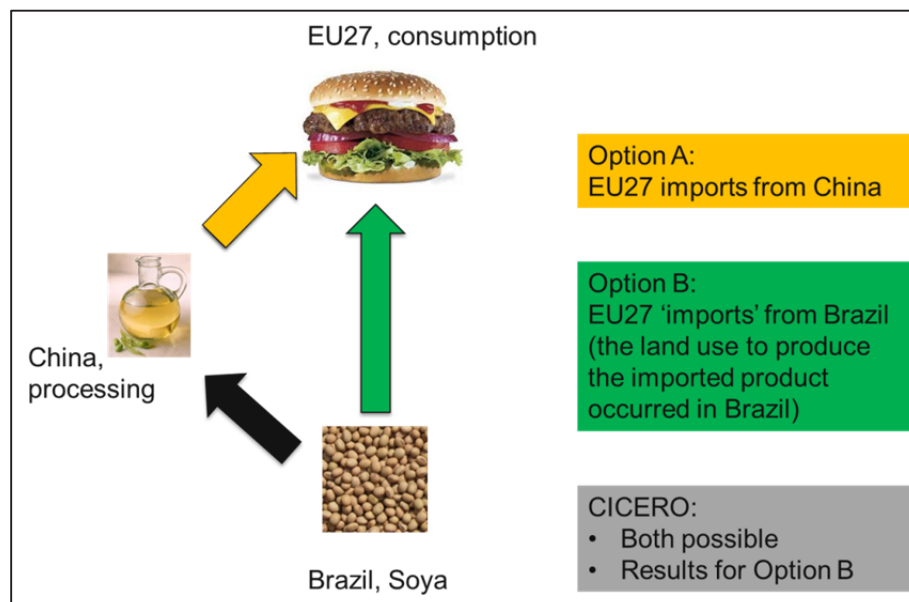 EU27, consumption
Option A:
EU27 imports from China
Option B:
EU27 ‘imports’ from Brazil
(the land use to produce
the imported product
occurred in Brazil)
China,
processing
CICERO:
• Both possible
• Results for Option B
Brazil, Soya